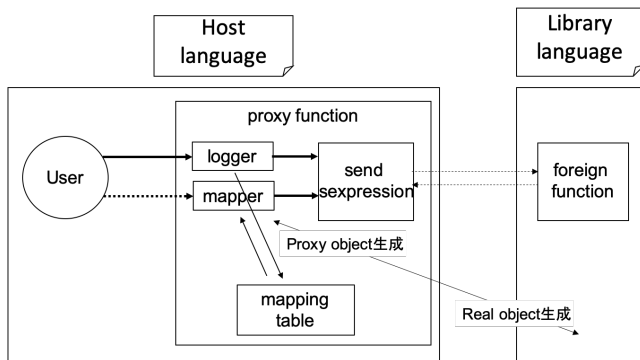 Host
language
Library
language
proxy function
User
logger
mapper
send
sexpression
foreign
function
Proxy object生成
mapping
table
Real object生成